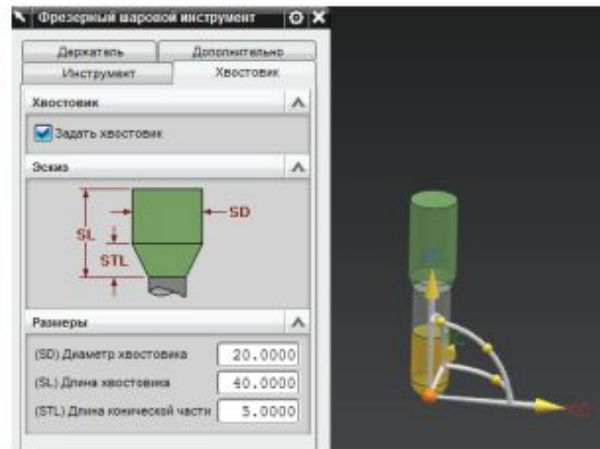 Фрезерный шаровой инструмент
Держатель Дополнительно
Инструмент Хвостовик
Хвостовик
Задать хвостовик
Эскиз
SD
SL
STL
Размеры
(SD) Диаметр хвостовика 20.0000
(SL) Длина хвостовика 40.0000
(STL) Длина конической части 5.0000